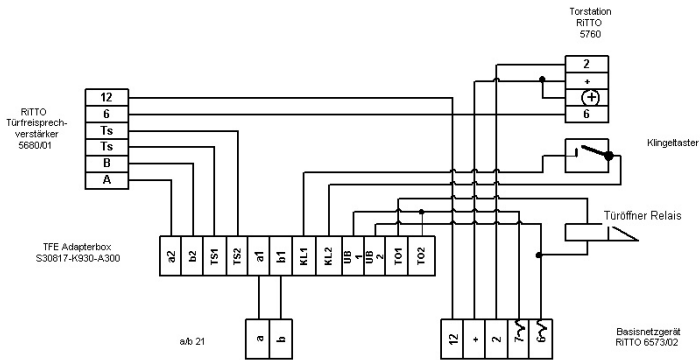 Torstation
RiTTO
5760
2
+
+
6
12
6
Ts
Ts
B
A
RiTTO
Türfreisprech-
verstärker
5680/01
Klingeltaster
Türöffner Relais
TFE Adapterbox
S30817-K930-A300
a2
b2
TS1
TS2
a1
b1
KL1
KL2
UB
1
UB
2
TO1
TO2
a/b 21
a
b
12
+
2
7~
6~
Basisnetzgerät
RiTTO 6573/02